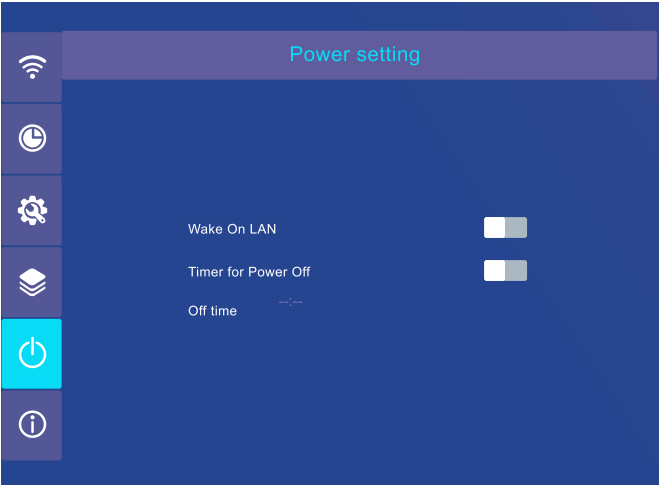 Power setting
Wake On LAN
Timer for Power Off
Off time --:--